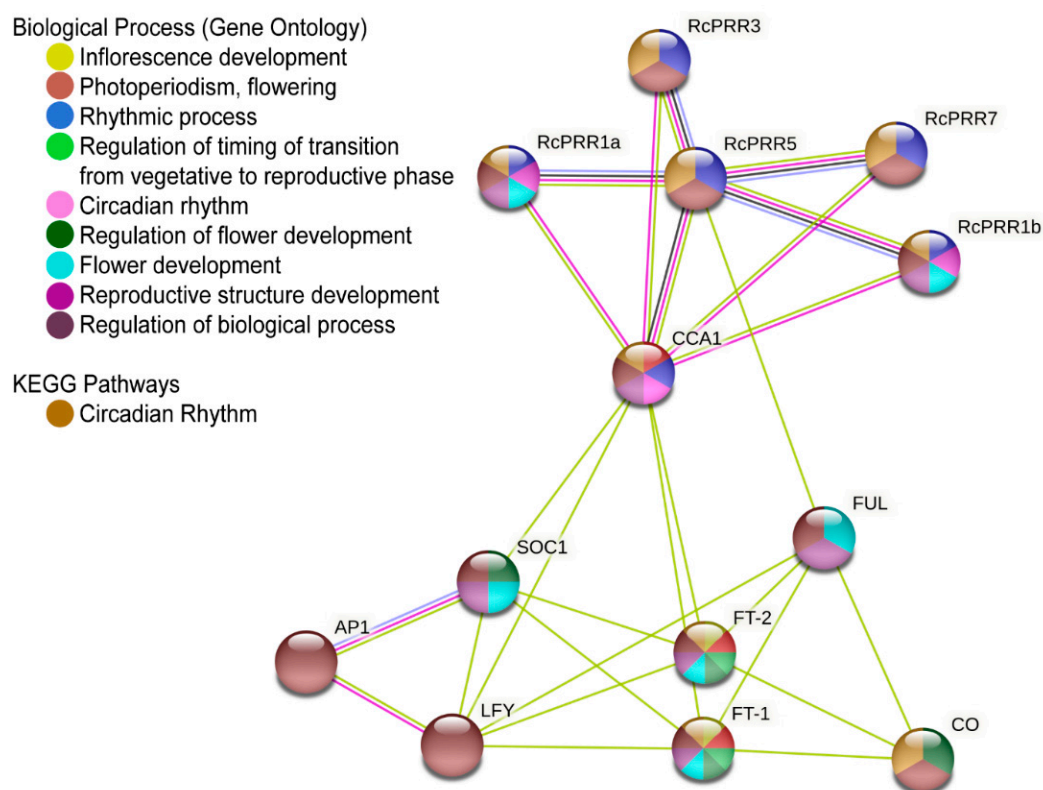 Biological Process (Gene Ontology)
Inflorescence development
Photoperiodism, flowering
Rhythmic process
Regulation of timing of transition
from vegetative to reproductive phase
Circadian rhythm
Regulation of flower development
Flower development
Reproductive structure development
Regulation of biological process
KEGG Pathways
Circadian Rhythm
RcPRR3
RcPRR7
RcPRR1a
RcPRR5
RcPRR1b
CCA1
FUL
SOC1
FT-2
AP1
LFY
FT-1
CO